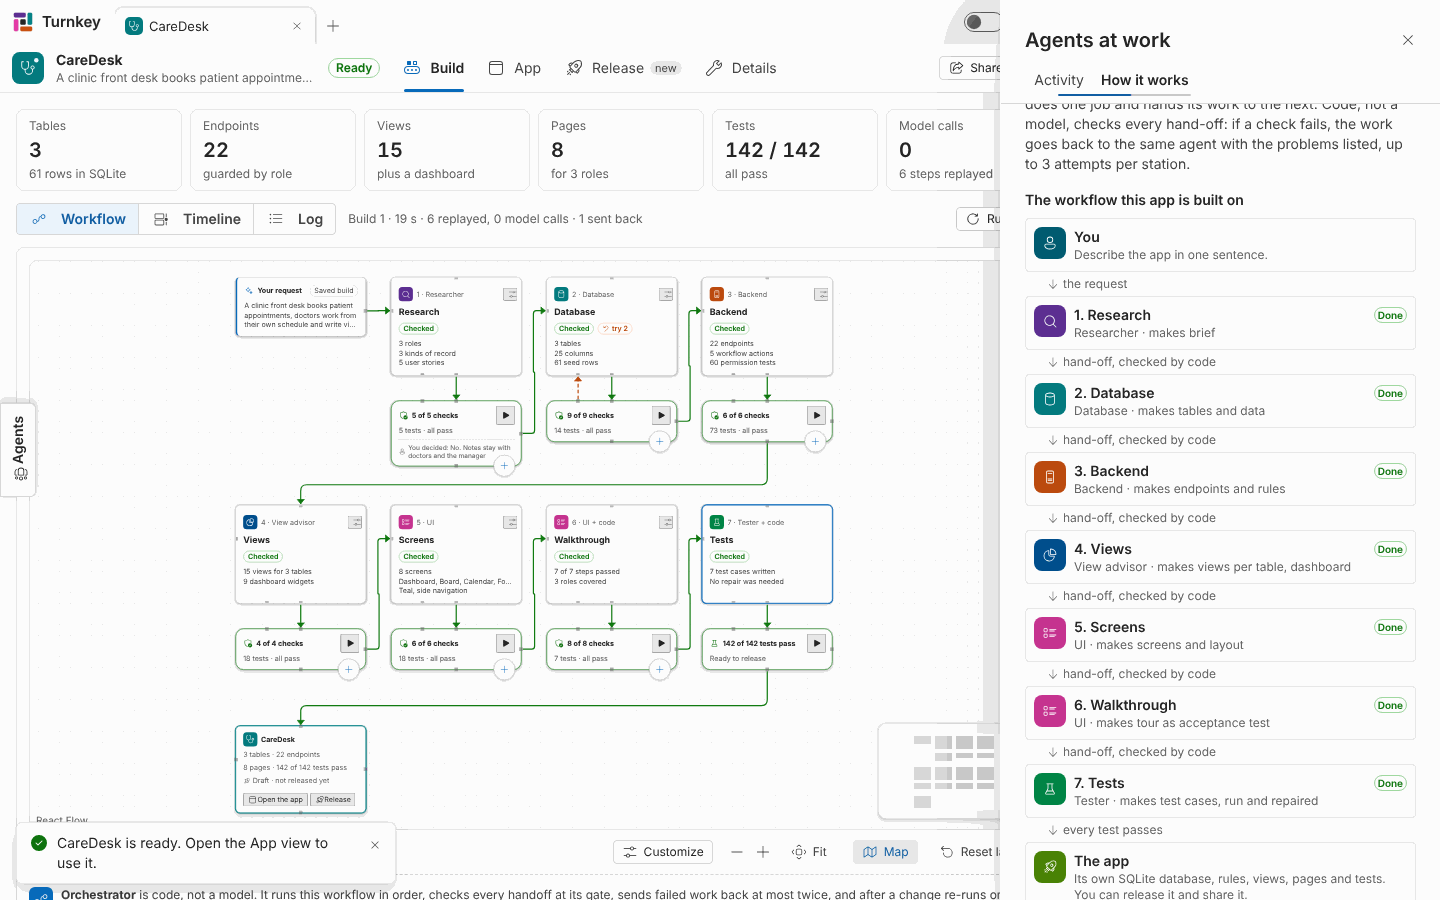 Turnkey
CareDesk
CareDesk
A clinic front desk books patient appointme...
Ready
Build
App
Release new
Details
Share
Tables
3
61 rows in SQLite
Endpoints
22
guarded by role
Views
15
plus a dashboard
Pages
8
for 3 roles
Tests
142 / 142
all pass
Model calls
0
6 steps replayed
Workflow
Timeline
Log
Build 1 · 19 s · 6 replayed, 0 model calls · 1 sent back
Agents
Your request
Saved build
A clinic front desk books patient
appointments, doctors work from
their own schedule and write vi...
1 · Researcher
Research
Checked
3 roles
3 kinds of record
5 user stories
2 · Database
Database
Checked
try 2
3 tables
25 columns
61 seed rows
3 · Backend
Backend
Checked
22 endpoints
5 workflow actions
60 permission tests
5 of 5 checks
5 tests · all pass
You decided: No. Notes stay with
doctors and the manager
9 of 9 checks
14 tests · all pass
6 of 6 checks
73 tests · all pass
4 · View advisor
Views
Checked
15 views for 3 tables
9 dashboard widgets
5 · UI
Screens
Checked
8 screens
Dashboard, Board, Calendar, Fo...
Teal, side navigation
6 · UI + code
Walkthrough
Checked
7 of 7 steps passed
3 roles covered
7 · Tester + code
Tests
Checked
7 test cases written
No repair was needed
4 of 4 checks
18 tests · all pass
6 of 6 checks
18 tests · all pass
8 of 8 checks
7 tests · all pass
142 of 142 tests pass
Ready to release
CareDesk
3 tables · 22 endpoints
8 pages · 142 of 142 tests pass
Draft · not released yet
Open the app
Release
React Flow
CareDesk is ready. Open the App view to
use it.
Customize
Fit
Map
Reset
Orchestrator is code, not a model. It runs this workflow in order, checks every handoff at its gate, sends failed work back at most twice, and after a change re-runs
Agents at work
Activity
How it works
does one job and hands its work to the next. Code, not a
model, checks every hand-off: if a check fails, the work
goes back to the same agent with the problems listed, up
to 3 attempts per station.
The workflow this app is built on
You
Describe the app in one sentence.
the request
1. Research
Researcher · makes brief
Done
hand-off, checked by code
2. Database
Database · makes tables and data
Done
hand-off, checked by code
3. Backend
Backend · makes endpoints and rules
Done
hand-off, checked by code
4. Views
View advisor · makes views per table, dashboard
Done
hand-off, checked by code
5. Screens
UI · makes screens and layout
Done
hand-off, checked by code
6. Walkthrough
UI · makes tour as acceptance test
Done
hand-off, checked by code
7. Tests
Tester · makes test cases, run and repaired
Done
every test passes
The app
Its own SQLite database, rules, views, pages and tests.
You can release it and share it.